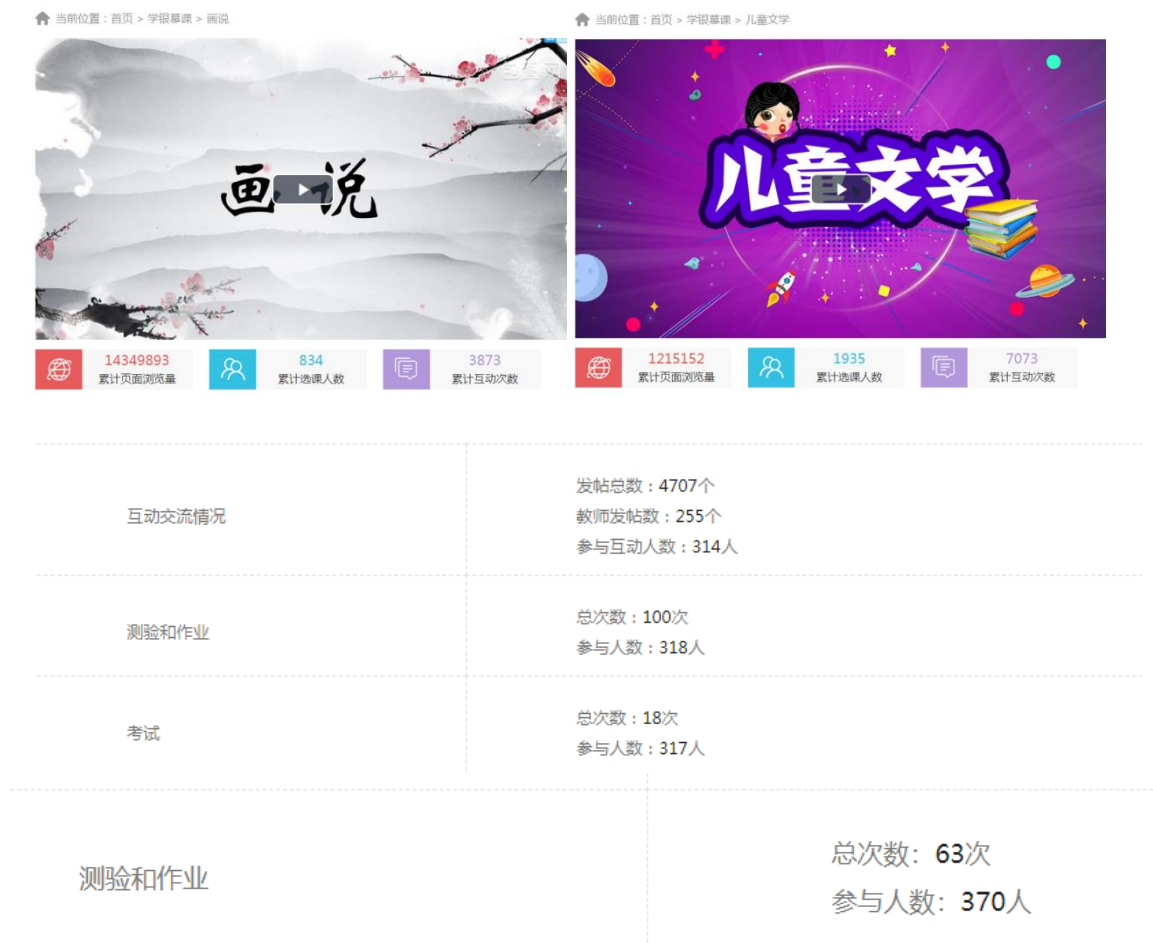 当前位置：首页 > 学银慕课 > 画说
画说
14349893
累计页面浏览量
834
累计选课人数
3873
累计互动次数
当前位置：首页 > 学银慕课 > 儿童文学
儿童文学
1215152
累计页面浏览量
1935
累计选课人数
7073
累计互动次数
互动交流情况
发帖总数：4707个
教师发帖数：255个
参与互动人数：314人
测验和作业
总次数：100次
参与人数：318人
考试
总次数：18次
参与人数：317人
测验和作业
总次数：63次
参与人数：370人